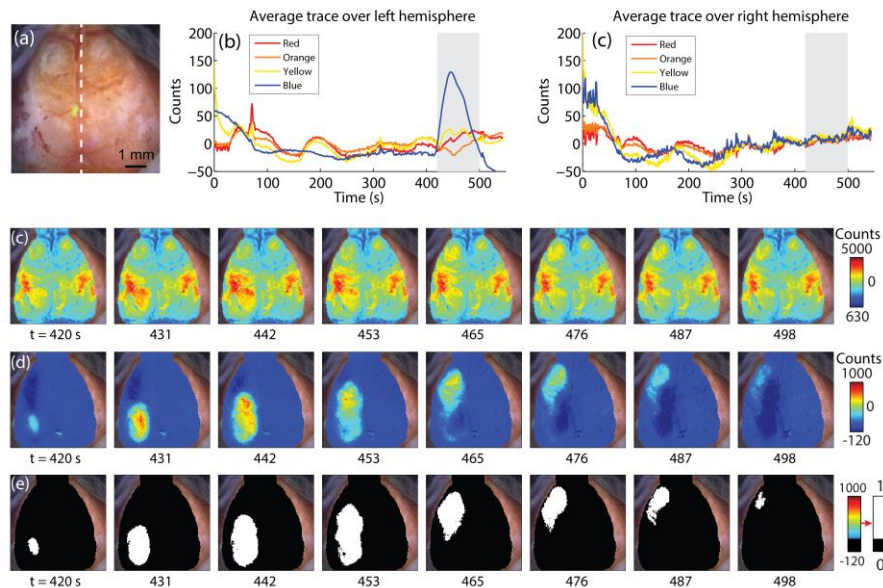 Average trace over left hemisphere
Average trace over right hemisphere
(a)
1 mm
(b)
Counts
200
150
100
50
0
−50
0
100
200
300
400
500
Time (s)
Red
Orange
Yellow
Blue
(c)
Counts
200
150
100
50
0
−50
0
100
200
300
400
500
Time (s)
Red
Orange
Yellow
Blue
(c)
Counts
5000
0
630
t = 420 s 431 442 453 465 476 487 498
(d)
Counts
1000
0
-120
t = 420 s 431 442 453 465 476 487 498
(e)
1000
120
1
0
t = 420 s 431 442 453 465 476 487 498